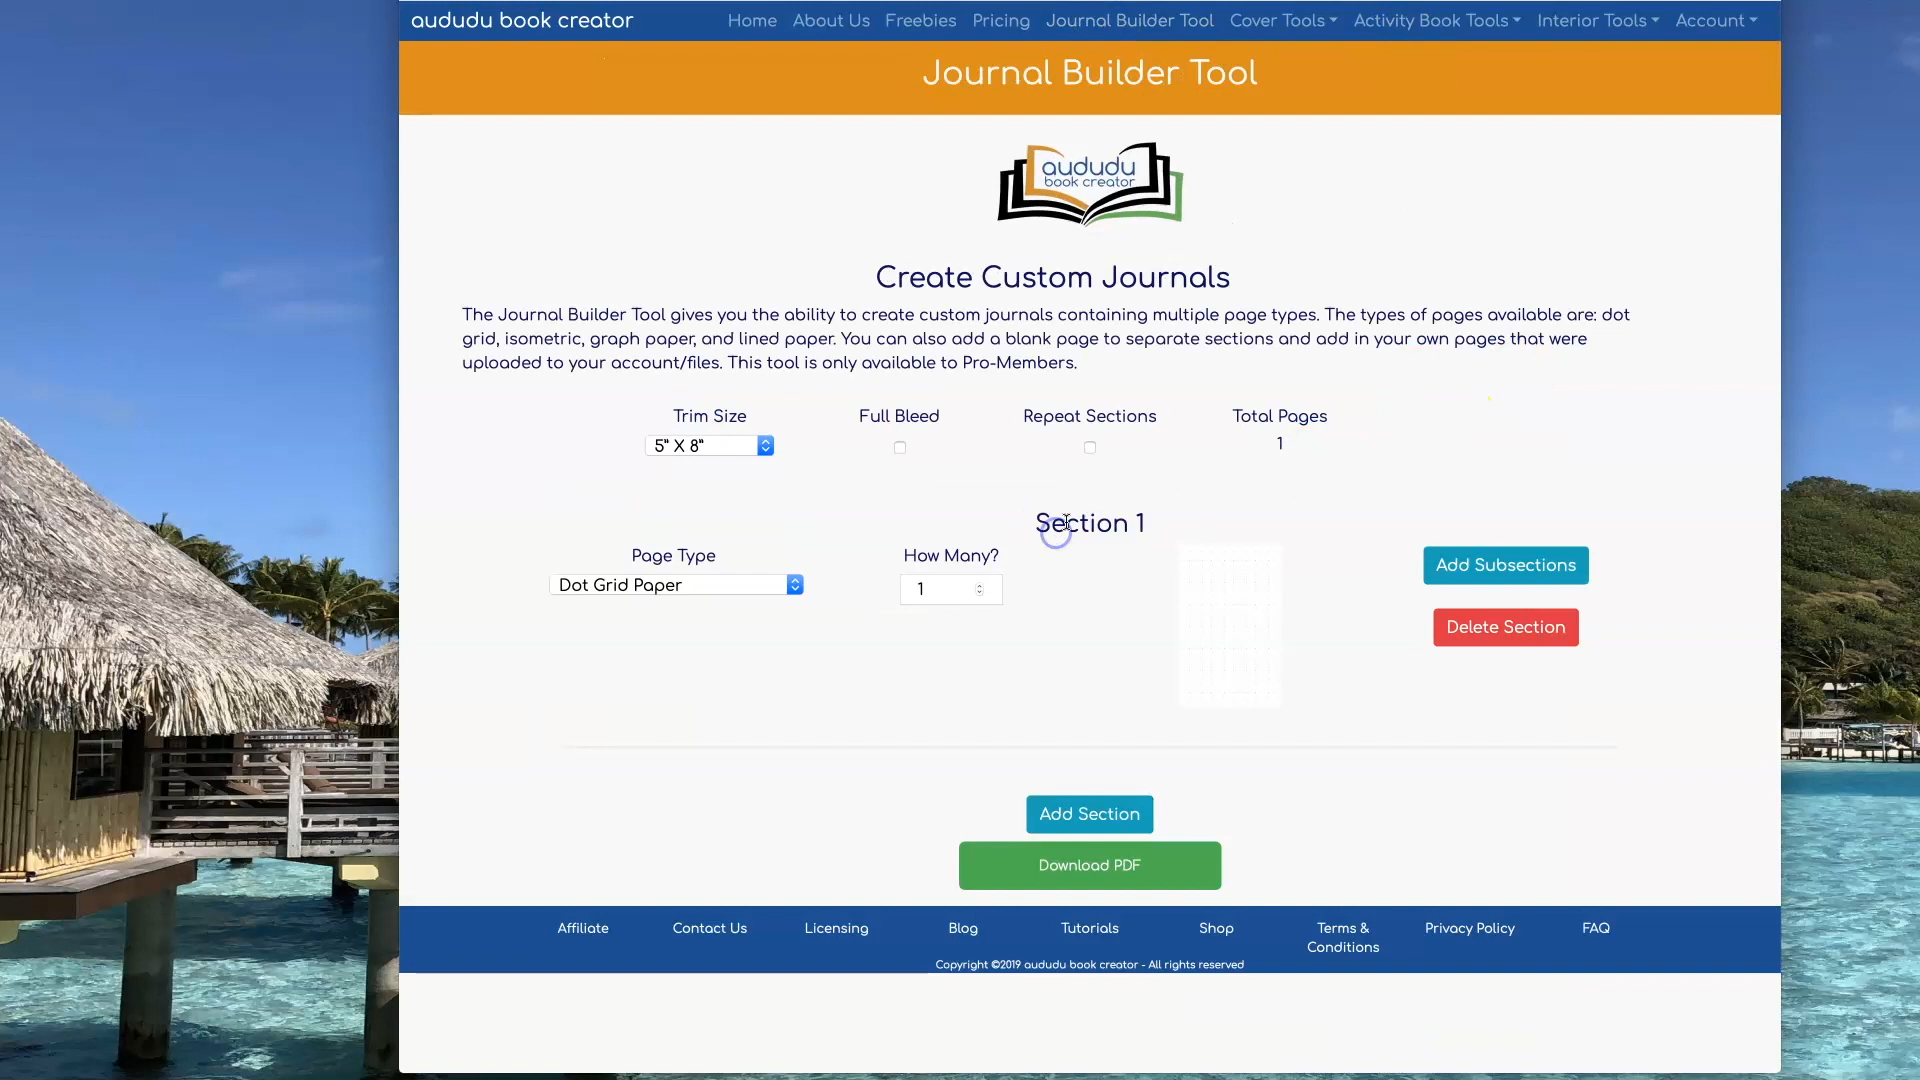 aududu book creator
Home About Us Freebies Pricing Journal Builder Tool Cover Tools Activity Book Tools Interior Tools Account
Journal Builder Tool
aududu
book creator
Create Custom Journals
The Journal Builder Tool gives you the ability to create custom journals containing multiple page types. The types of pages available are: dot
grid, isometric, graph paper, and lined paper. You can also add a blank page to separate sections and add in your own pages that were
uploaded to your account/files. This tool is only available to Pro-Members.
Trim Size Full Bleed Repeat Sections Total Pages
5" X 8" 1
Section 1
Page Type How Many?
Dot Grid Paper 1
Add Subsections
Delete Section
Add Section
Download PDF
Affiliate Contact Us Licensing Blog Tutorials Shop Terms & Privacy Policy FAQ
Conditions
Copyright ©2019 aududu book creator - All rights reserved